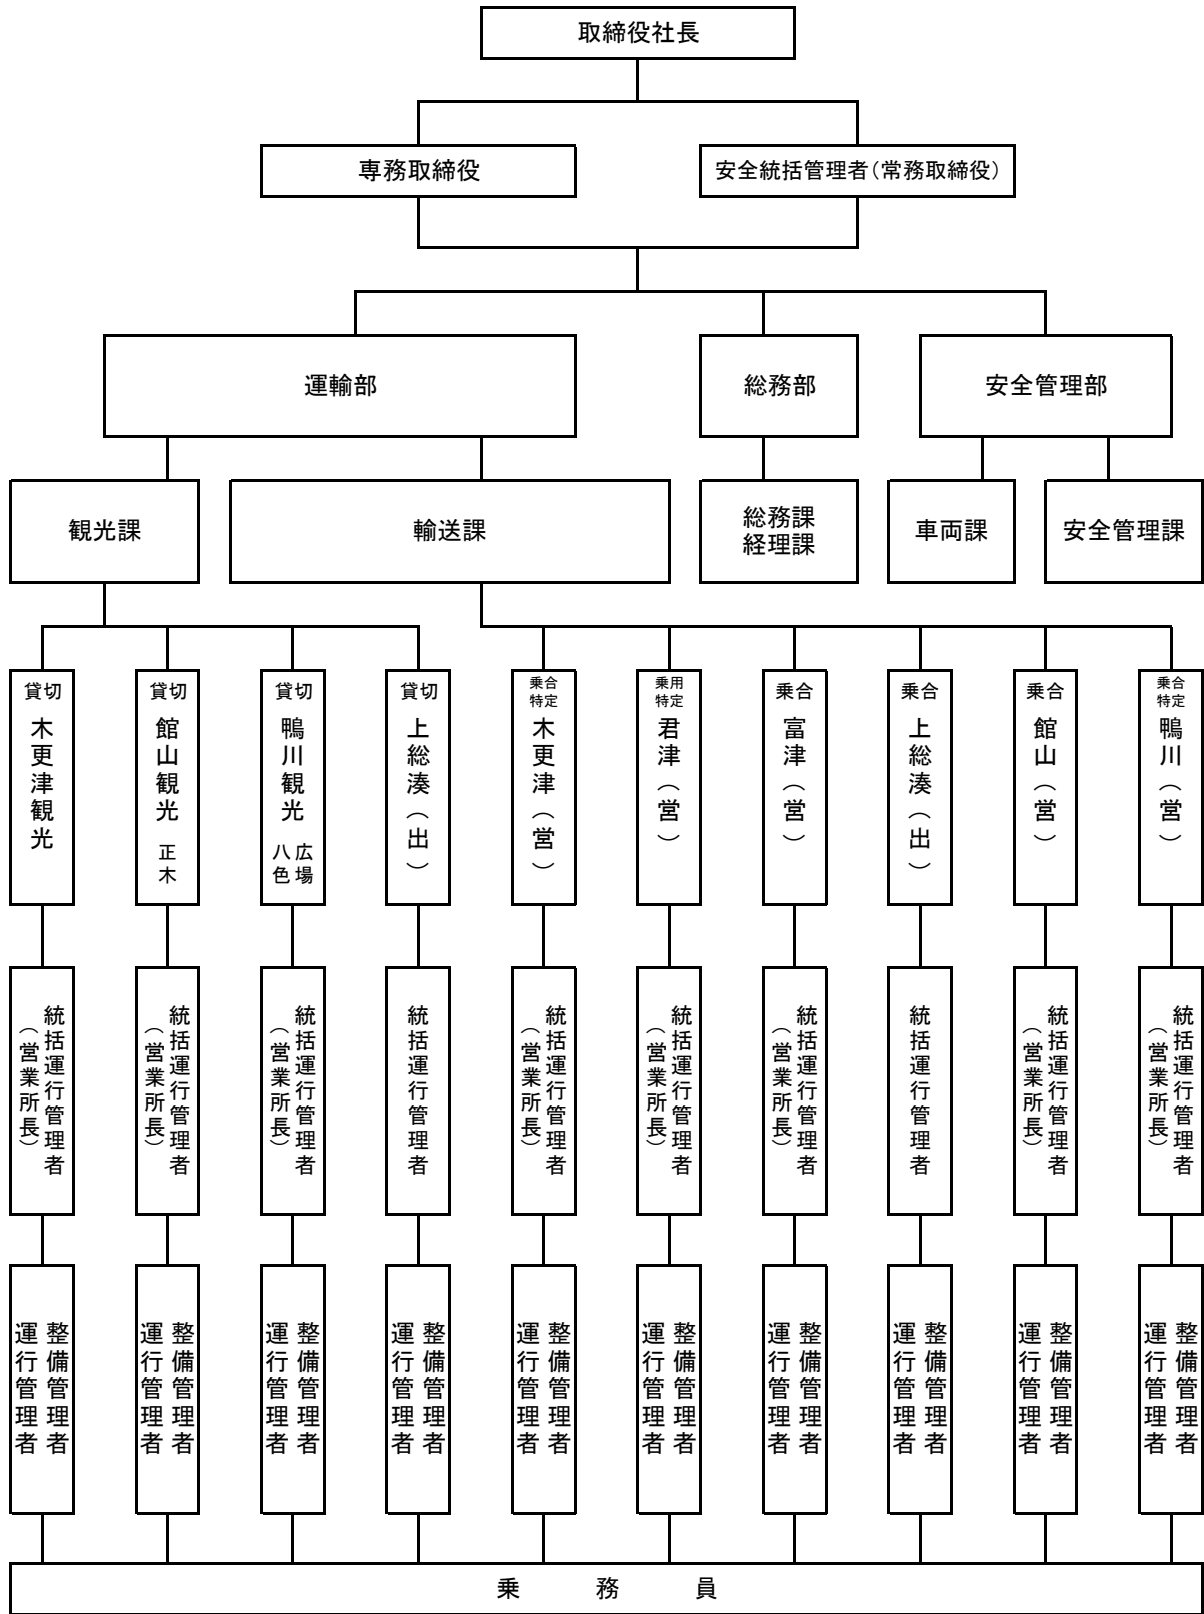 取締役社長
専務取締役
安全統括管理者(常務取締役)
運輸部
総務部
安全管理部
観光課
輸送課
総務課
経理課
車両課
安全管理課
貸切
木更津観光
貸切
館山観光
正木
貸切
鴨川観光
広場
八色
貸切
上総湊(出)
乗合
特定
木更津(営)
乗用
特定
君津(営)
乗合
富津(営)
乗合
上総湊(出)
乗合
館山(営)
乗合
特定
鴨川(営)
統括運行管理者
(営業所長)
統括運行管理者
(営業所長)
統括運行管理者
(営業所長)
統括運行管理者
統括運行管理者
(営業所長)
統括運行管理者
(営業所長)
統括運行管理者
(営業所長)
統括運行管理者
統括運行管理者
(営業所長)
統括運行管理者
(営業所長)
整備管理者
運行管理者
整備管理者
運行管理者
整備管理者
運行管理者
整備管理者
運行管理者
整備管理者
運行管理者
整備管理者
運行管理者
整備管理者
運行管理者
整備管理者
運行管理者
整備管理者
運行管理者
整備管理者
運行管理者
乗務員